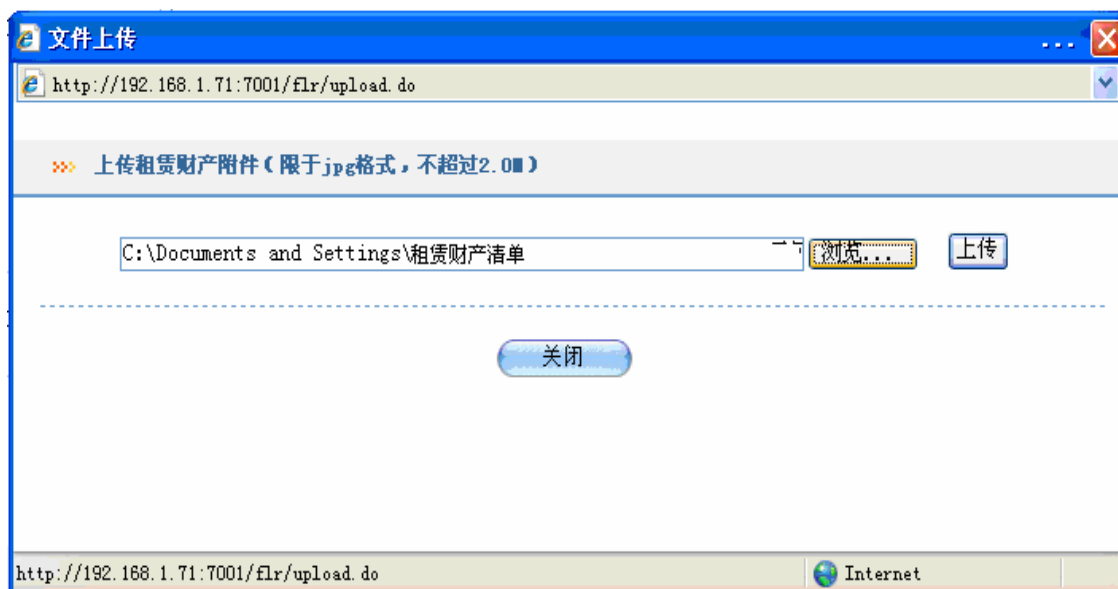 文件上传
...
http://192.168.1.71:7001/flr/upload.do
上传租赁财产附件(限于jpg格式,不超过2.0M)
C:\Documents and Settings\租赁财产清单 浏览... 上传
关闭
http://192.168.1.71:7001/flr/upload.do Internet